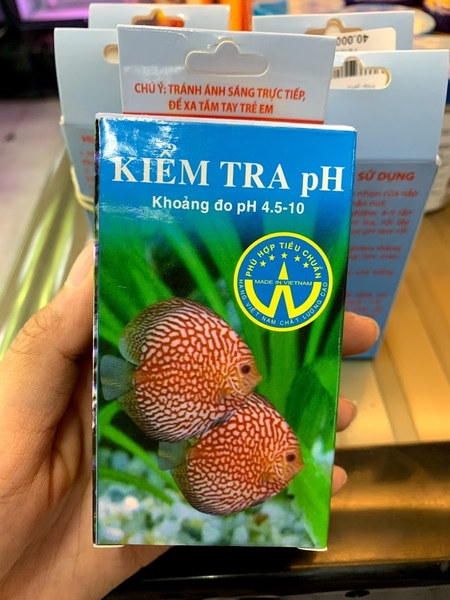 CHÚ Ý: TRÁNH ÁNH SÁNG TRỰC TIẾP,
ĐỂ XA TẦM TAY TRẺ EM
KIỂM TRA pH
Khoảng đo pH 4.5-10
PHÙ HỢP TIÊU CHUẨN
MADE IN VIETNAM
HÀNG VIỆT NAM CHẤT LƯỢNG CAO
40.000
SỬ DỤNG